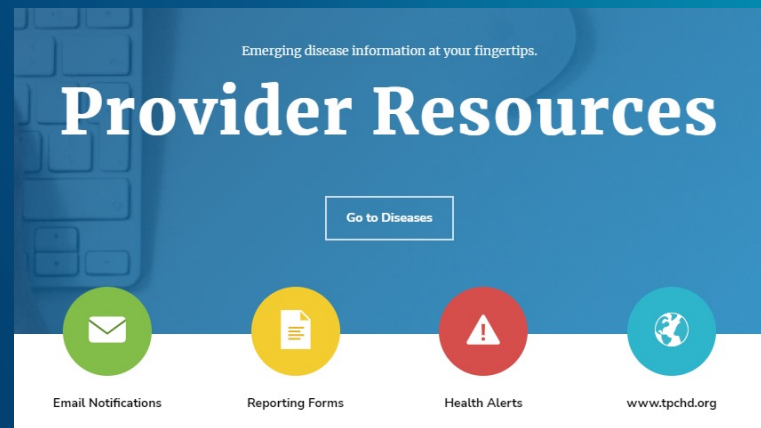 Emerging disease information at your fingertips.
Provider Resources
Go to Diseases
Email Notifications
Reporting Forms
Health Alerts
www.tpchd.org